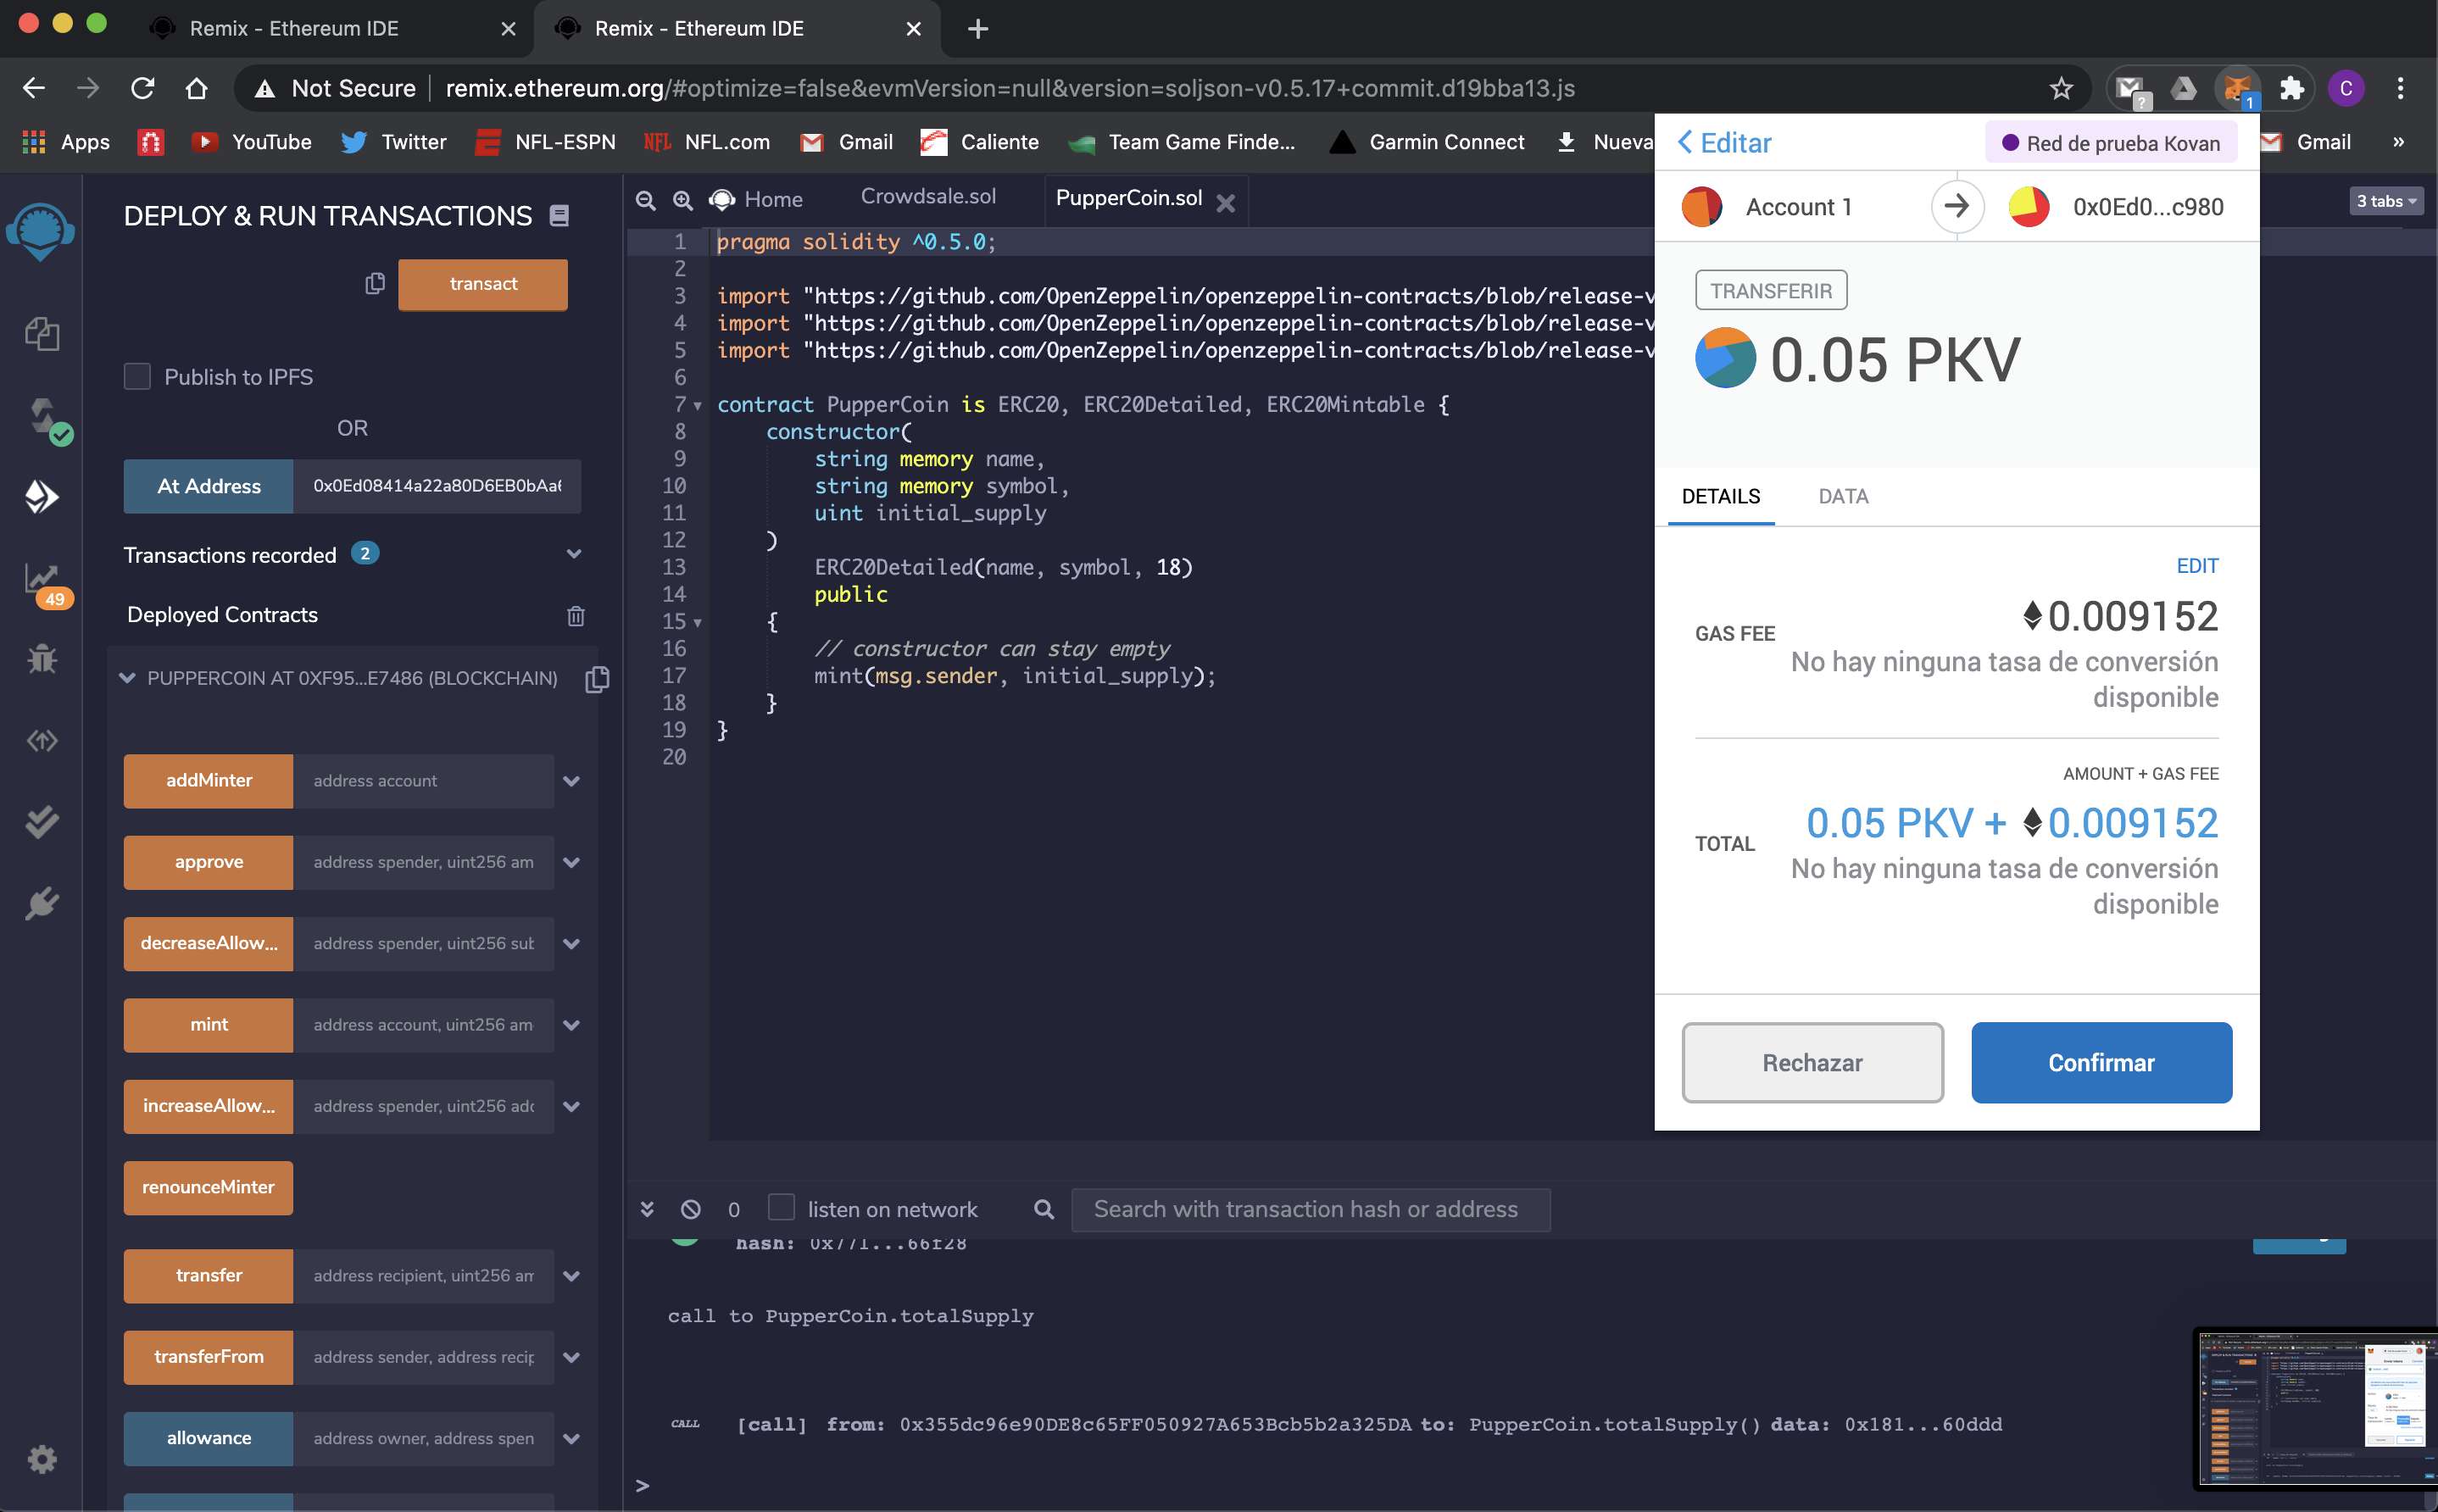 Remix - Ethereum IDE
Remix - Ethereum IDE
Not Secure
remix.ethereum.org/#optimize=false&evmVersion=null&version=soljson-v0.5.17+commit.d19bba13.js
?
1
C
Apps
YouTube
Twitter
NFL-ESPN
NFL
NFL.com
Gmail
Caliente
Team Game Finde...
Garmin Connect
Nueva
Gmail
»
DEPLOY & RUN TRANSACTIONS
transact
Publish to IPFS
OR
At Address
0x0Ed08414a22a80D6EB0bAa
Transactions recorded 2
Deployed Contracts
49
PUPPERCOIN AT 0XF95...E7486 (BLOCKCHAIN)
addMinter address account
approve address spender, uint256 am
decreaseAllow... address spender, uint256 sub
mint address account, uint256 am
increaseAllow... address spender, uint256 add
renounceMinter
transfer address recipient, uint256 am
transferFrom address sender, address recip
allowance address owner, address spen
Home
Crowdsale.sol
PupperCoin.sol
3 tabs
1 pragma solidity ^0.5.0;
2
3 import "https://github.com/OpenZeppelin/openzeppelin-contracts/blob/release-v
4 import "https://github.com/OpenZeppelin/openzeppelin-contracts/blob/release-v
5 import "https://github.com/OpenZeppelin/openzeppelin-contracts/blob/release-v
6
7 contract PupperCoin is ERC20, ERC20Detailed, ERC20Mintable {
8 constructor(
9 string memory name,
10 string memory symbol,
11 uint initial_supply
12 )
13 ERC20Detailed(name, symbol, 18)
14 public
15 {
16 // constructor can stay empty
17 mint(msg.sender, initial_supply);
18 }
19 }
20
Editar
Red de prueba Kovan
Account 1
0x0Ed0...c980
TRANSFERIR
0.05 PKV
DETAILS
DATA
EDIT
GAS FEE
0.009152
No hay ninguna tasa de conversión
disponible
AMOUNT + GAS FEE
TOTAL
0.05 PKV + 0.009152
No hay ninguna tasa de conversión
disponible
Rechazar
Confirmar
0
listen on network
Search with transaction hash or address
hash: 0x771...66f28
call to PupperCoin.totalSupply
CALL
[call] from: 0x355dc96e90DE8c65FF050927A653Bcb5b2a325DA to: PupperCoin.totalSupply() data: 0x181...60ddd
>